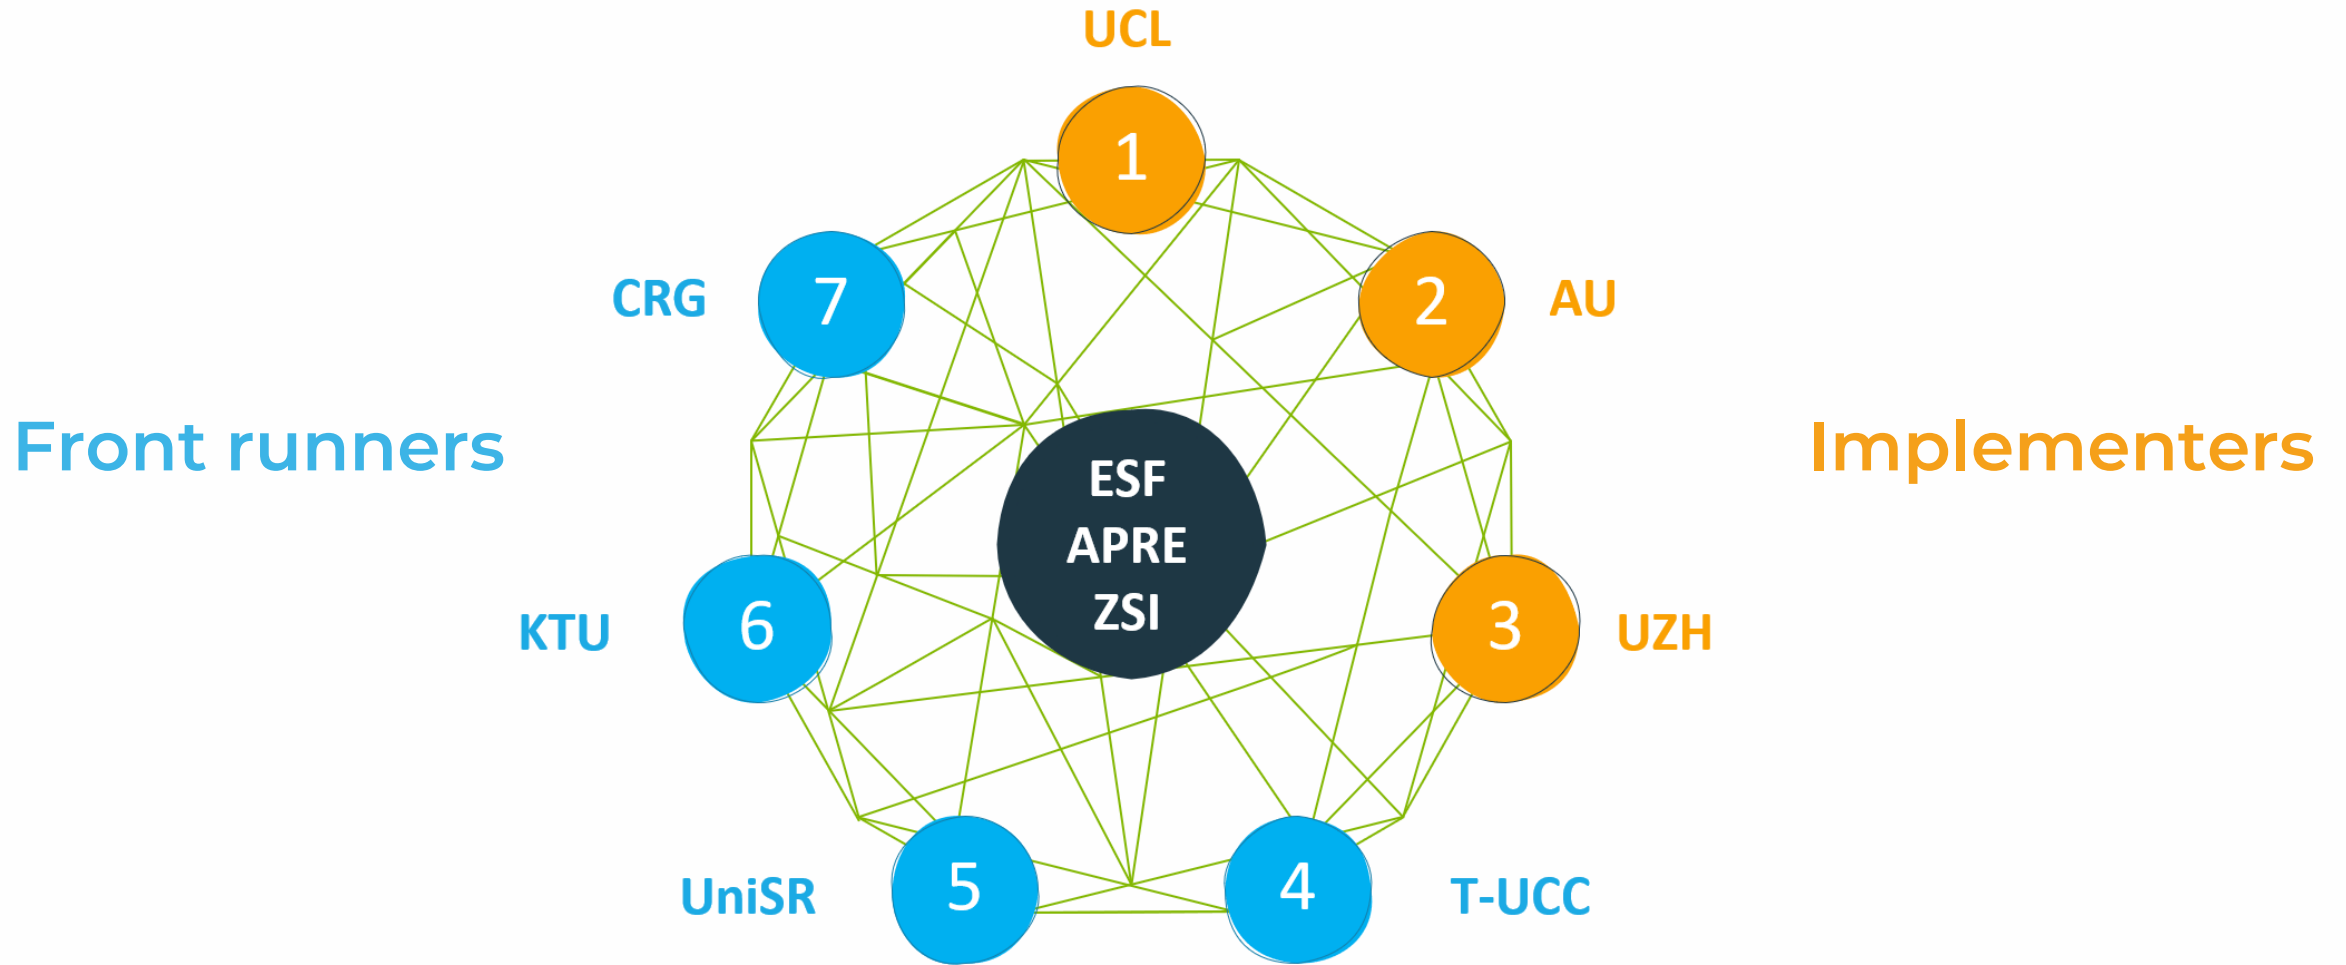 UCL
1
CRG
7
2
AU
Front runners
Implementers
ESF
APRE
ZSI
KTU
6
3
UZH
UniSR
5
4
T-UCC